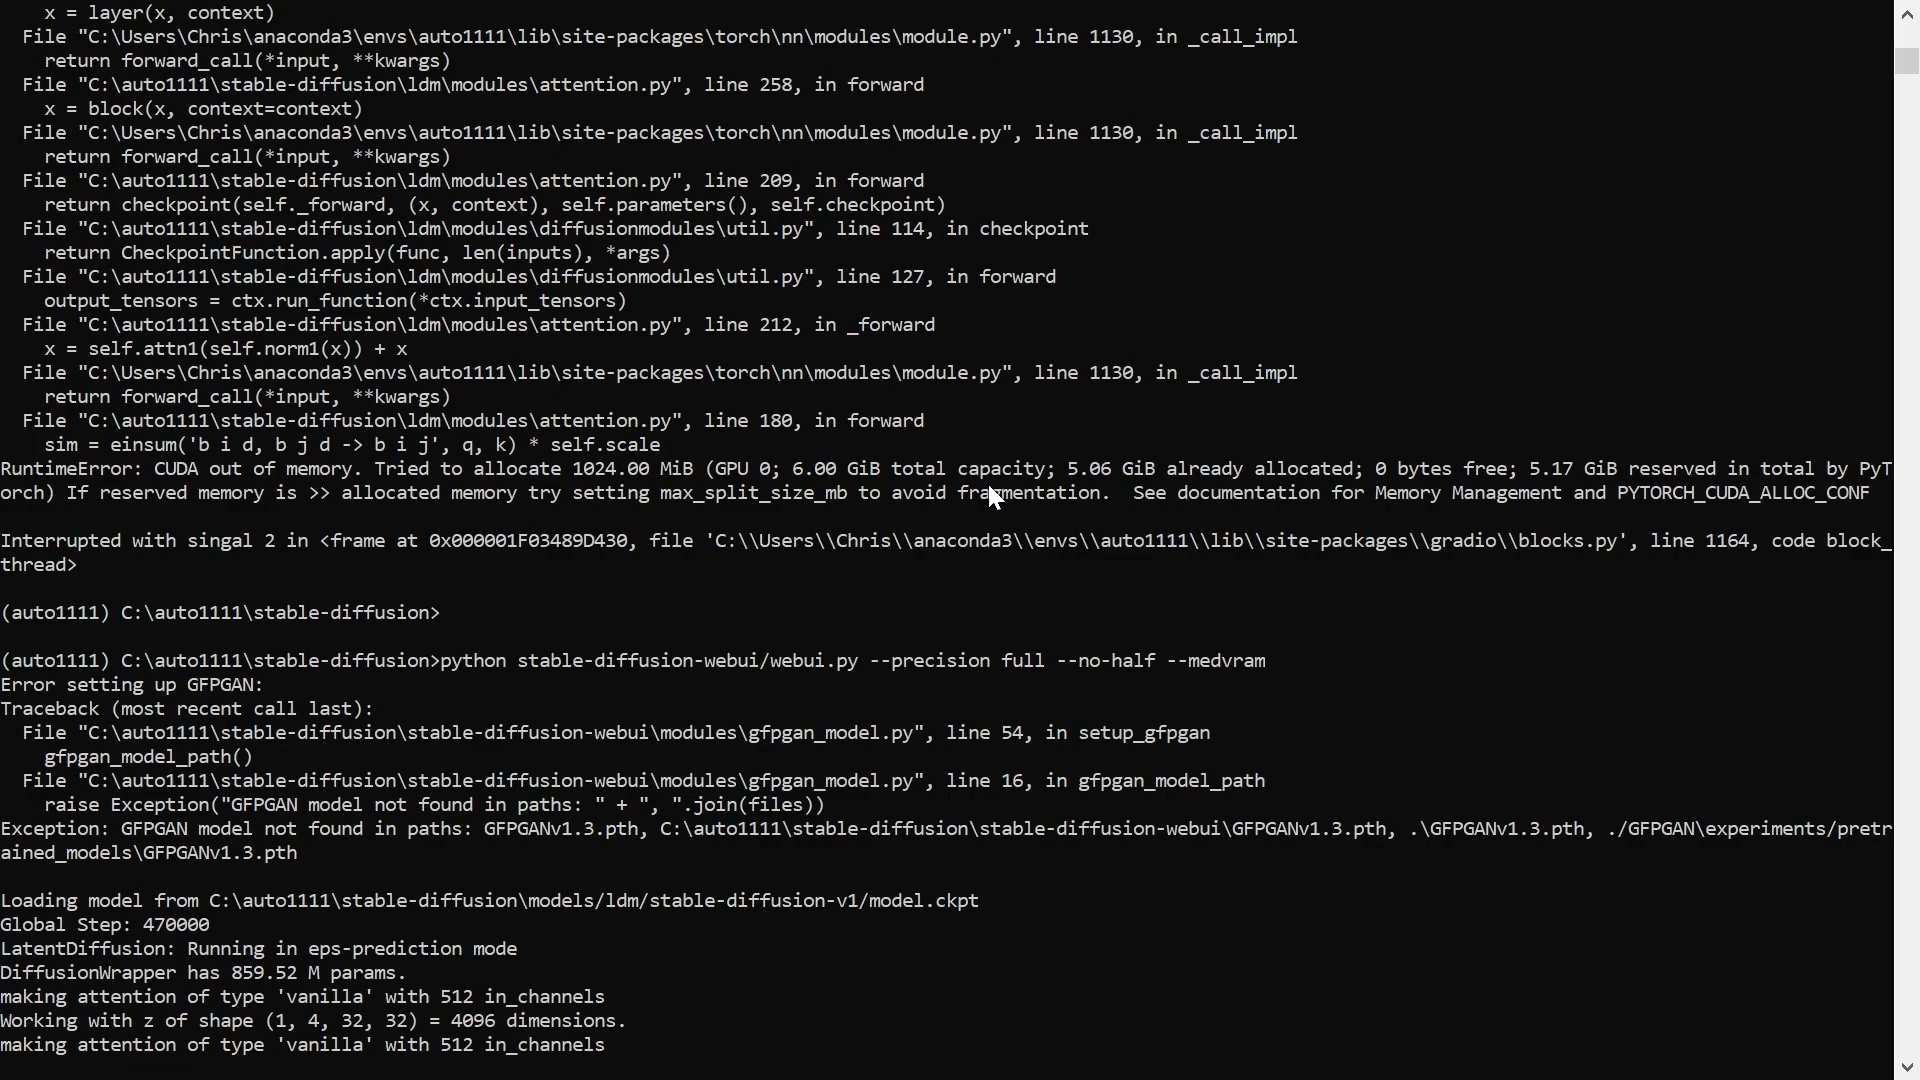 x = layer(x, context)
File "C:\Users\Chris\anaconda3\envs\auto1111\lib\site-packages\torch\nn\modules\module.py", line 1130, in _call_impl
return forward_call(*input, **kwargs)
File "C:\auto1111\stable-diffusion\ldm\modules\attention.py", line 258, in forward
x = block(x, context=context)
File "C:\Users\Chris\anaconda3\envs\auto1111\lib\site-packages\torch\nn\modules\module.py", line 1130, in _call_impl
return forward_call(*input, **kwargs)
File "C:\auto1111\stable-diffusion\ldm\modules\attention.py", line 209, in forward
return checkpoint(self._forward, (x, context), self.parameters(), self.checkpoint)
File "C:\auto1111\stable-diffusion\ldm\modules\diffusionmodules\util.py", line 114, in checkpoint
return CheckpointFunction.apply(func, len(inputs), *args)
File "C:\auto1111\stable-diffusion\ldm\modules\diffusionmodules\util.py", line 127, in forward
output_tensors = ctx.run_function(*ctx.input_tensors)
File "C:\auto1111\stable-diffusion\ldm\modules\attention.py", line 212, in _forward
x = self.attn1(self.norm1(x)) + x
File "C:\Users\Chris\anaconda3\envs\auto1111\lib\site-packages\torch\nn\modules\module.py", line 1130, in _call_impl
return forward_call(*input, **kwargs)
File "C:\auto1111\stable-diffusion\ldm\modules\attention.py", line 180, in forward
sim = einsum('b i d, b j d -> b i j', q, k) * self.scale
RuntimeError: CUDA out of memory. Tried to allocate 1024.00 MiB (GPU 0; 6.00 GiB total capacity; 5.06 GiB already allocated; 0 bytes free; 5.17 GiB reserved in total by PyT
orch) If reserved memory is >> allocated memory try setting max_split_size_mb to avoid fragmentation.  See documentation for Memory Management and PYTORCH_CUDA_ALLOC_CONF
Interrupted with singal 2 in <frame at 0x000001F03489D430, file 'C:\\Users\\Chris\\anaconda3\\envs\\auto1111\\lib\\site-packages\\gradio\\blocks.py', line 1164, code block_
thread>
(auto1111) C:\auto1111\stable-diffusion>
(auto1111) C:\auto1111\stable-diffusion>python stable-diffusion-webui/webui.py --precision full --no-half --medvram
Error setting up GFPGAN:
Traceback (most recent call last):
File "C:\auto1111\stable-diffusion\stable-diffusion-webui\modules\gfpgan_model.py", line 54, in setup_gfpgan
gfpgan_model_path()
File "C:\auto1111\stable-diffusion\stable-diffusion-webui\modules\gfpgan_model.py", line 16, in gfpgan_model_path
raise Exception("GFPGAN model not found in paths: " + ", ".join(files))
Exception: GFPGAN model not found in paths: GFPGANv1.3.pth, C:\auto1111\stable-diffusion\stable-diffusion-webui\GFPGANv1.3.pth, .\GFPGANv1.3.pth, ./GFPGAN\experiments/pretr
ained_models\GFPGANv1.3.pth
Loading model from C:\auto1111\stable-diffusion\models/ldm/stable-diffusion-v1/model.ckpt
Global Step: 470000
LatentDiffusion: Running in eps-prediction mode
DiffusionWrapper has 859.52 M params.
making attention of type 'vanilla' with 512 in_channels
Working with z of shape (1, 4, 32, 32) = 4096 dimensions.
making attention of type 'vanilla' with 512 in_channels